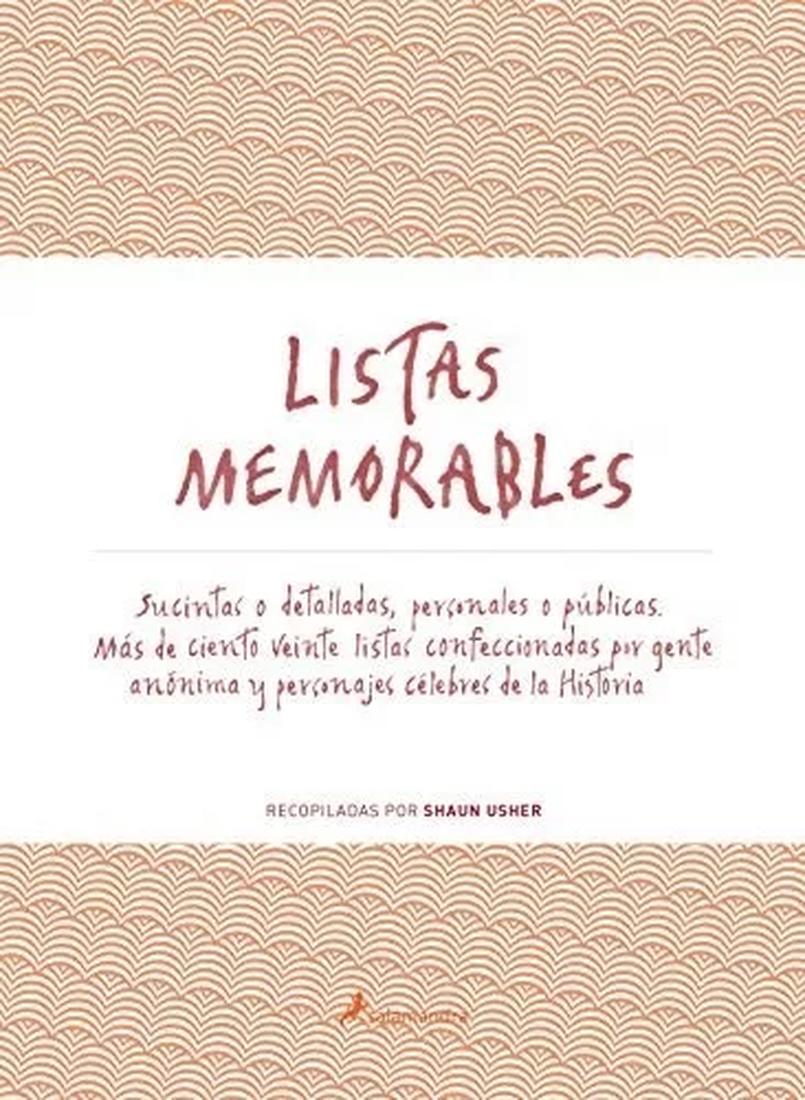 LISTAS
MEMORABLES
Sucintas o detalladas, personales o públicas.
Más de ciento veinte listas confeccionadas por gente
anónima y personajes célebres de la Historia
RECOPILADAS POR SHAUN USHER
salamandra